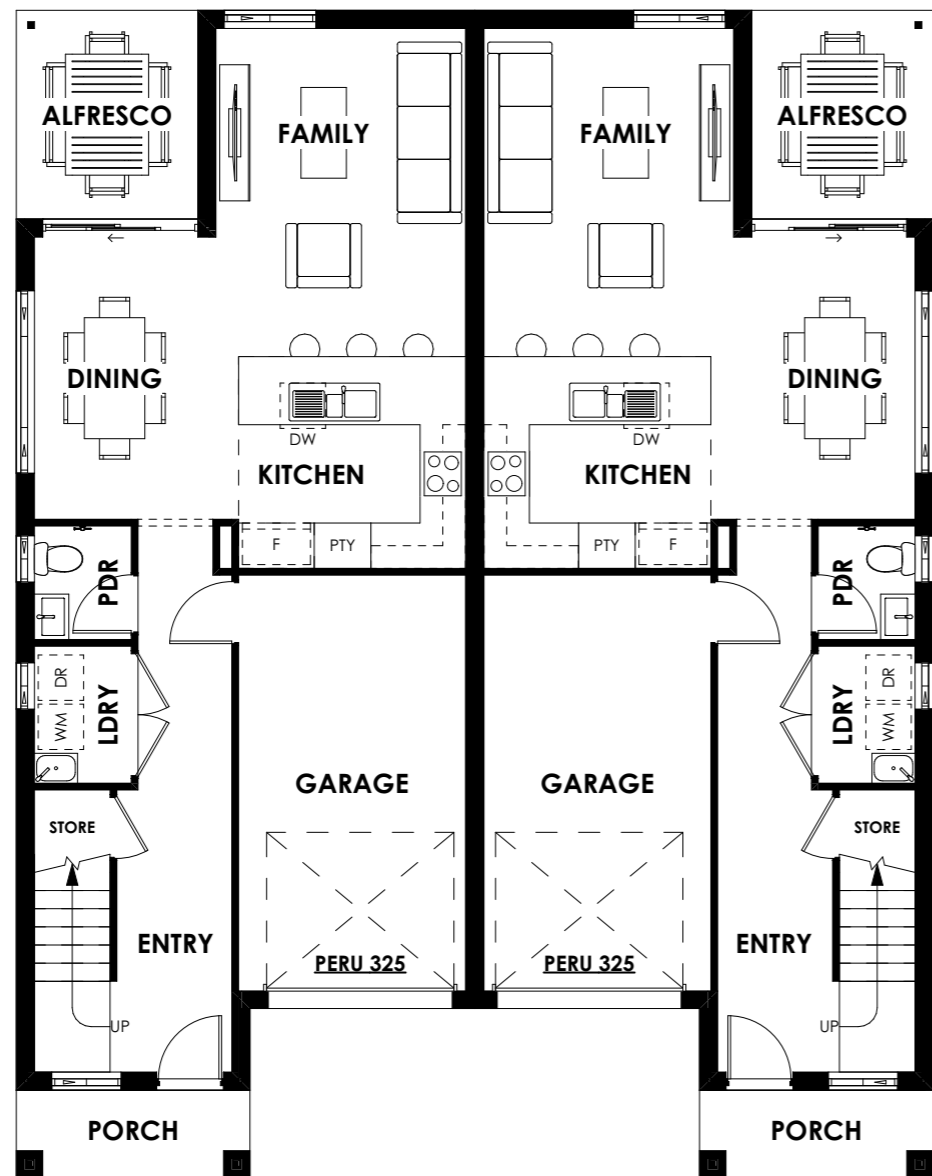 ALFRESCO
FAMILY
FAMILY
ALFRESCO
DINING
DINING
DW
DW
KITCHEN
KITCHEN
F
PTY
PTY
F
PDR
PDR
DR
WM
LDRY
LDRY
DR
WM
GARAGE
GARAGE
STORE
STORE
ENTRY
ENTRY
PERU 325
PERU 325
UP
UP
PORCH
PORCH